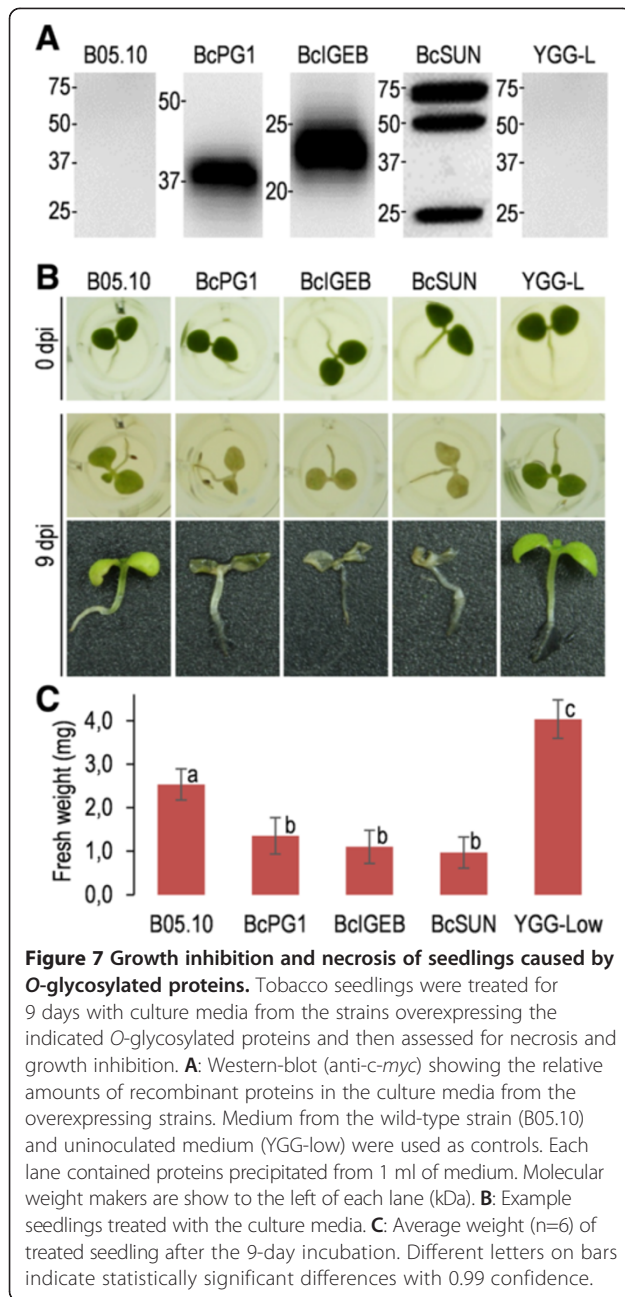 A
B05.10 BcPG1 BcIGEB BcSUN YGG-L
75- 50- 37- 25-
50- 37-
25- 20-
75- 50- 37- 25-
75- 50- 37- 25-
B
B05.10 BcPG1 BcIGEB BcSUN YGG-L
0 dpi
9 dpi
C
Fresh weight (mg)
4,0
3,0
2,0
1,0
0,0
a b b b c
B05.10 BcPG1 BcIGEB BcSUN YGG-Low
Figure 7 Growth inhibition and necrosis of seedlings caused by
O-glycosylated proteins. Tobacco seedlings were treated for
9 days with culture media from the strains overexpressing the
indicated O-glycosylated proteins and then assessed for necrosis and
growth inhibition. A: Western-blot (anti-c-myc) showing the relative
amounts of recombinant proteins in the culture media from the
overexpressing strains. Medium from the wild-type strain (B05.10)
and uninoculated medium (YGG-low) were used as controls. Each
lane contained proteins precipitated from 1 ml of medium. Molecular
weight makers are show to the left of each lane (kDa). B: Example
seedlings treated with the culture media. C: Average weight (n=6) of
treated seedling after the 9-day incubation. Different letters on bars
indicate statistically significant differences with 0.99 confidence.